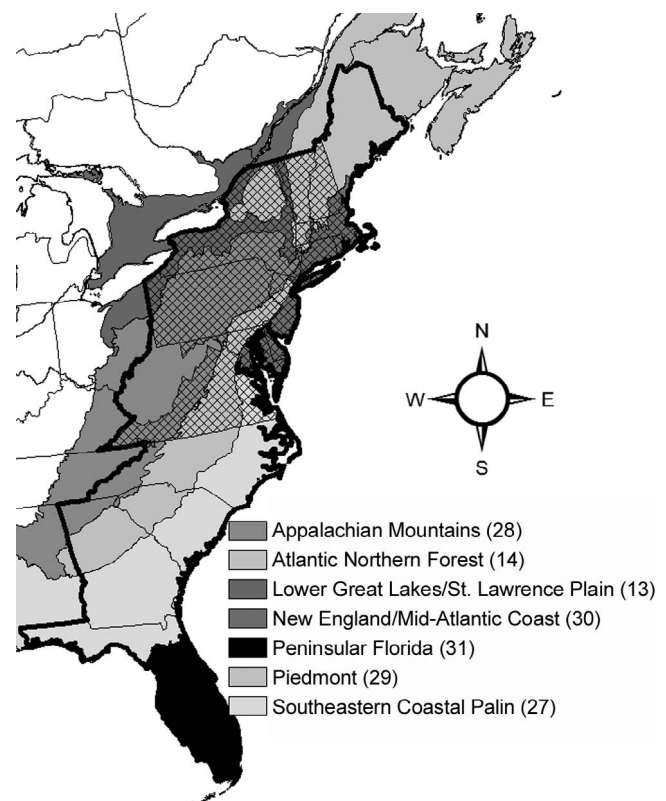 N
W E
S
Appalachian Mountains (28)
Atlantic Northern Forest (14)
Lower Great Lakes/St. Lawrence Plain (13)
New England/Mid-Atlantic Coast (30)
Peninsular Florida (31)
Piedmont (29)
Southeastern Coastal Palin (27)